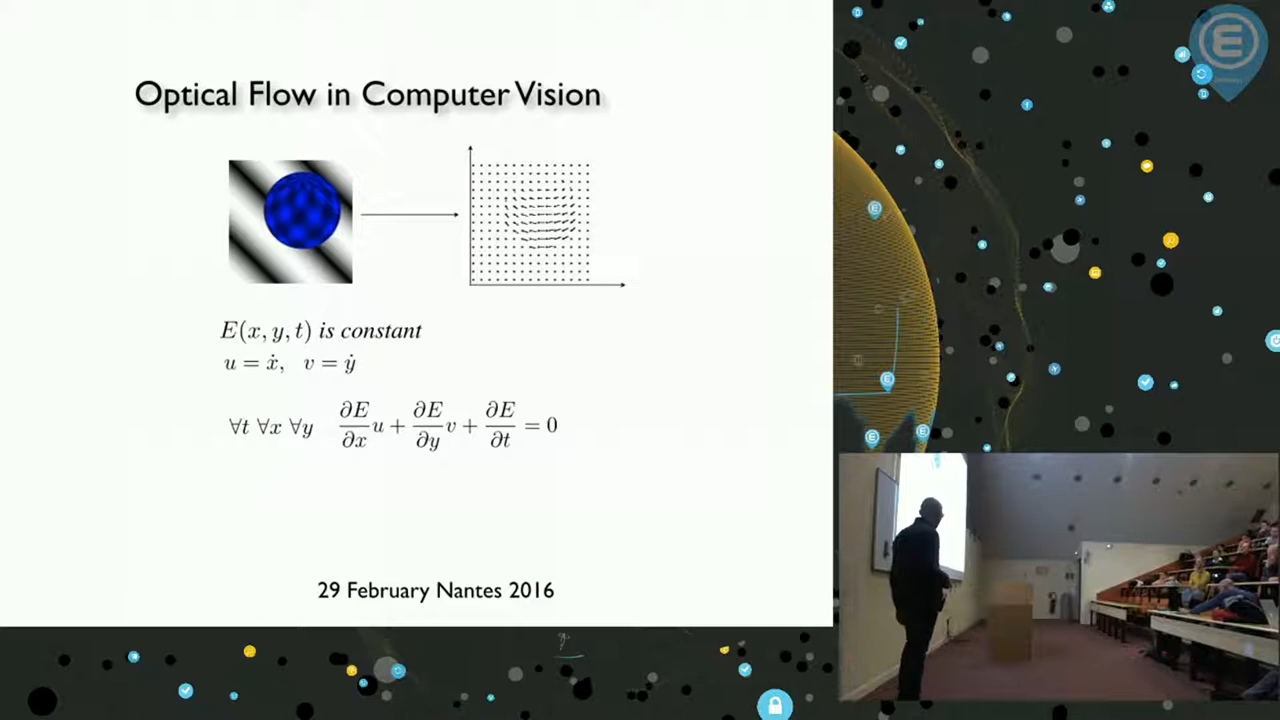 Optical Flow in Computer Vision
E(x, y, t) is constant
u = ẋ, v = ẏ
∀t ∀x ∀y ∂E/∂x u + ∂E/∂y v + ∂E/∂t = 0
29 February Nantes 2016
E